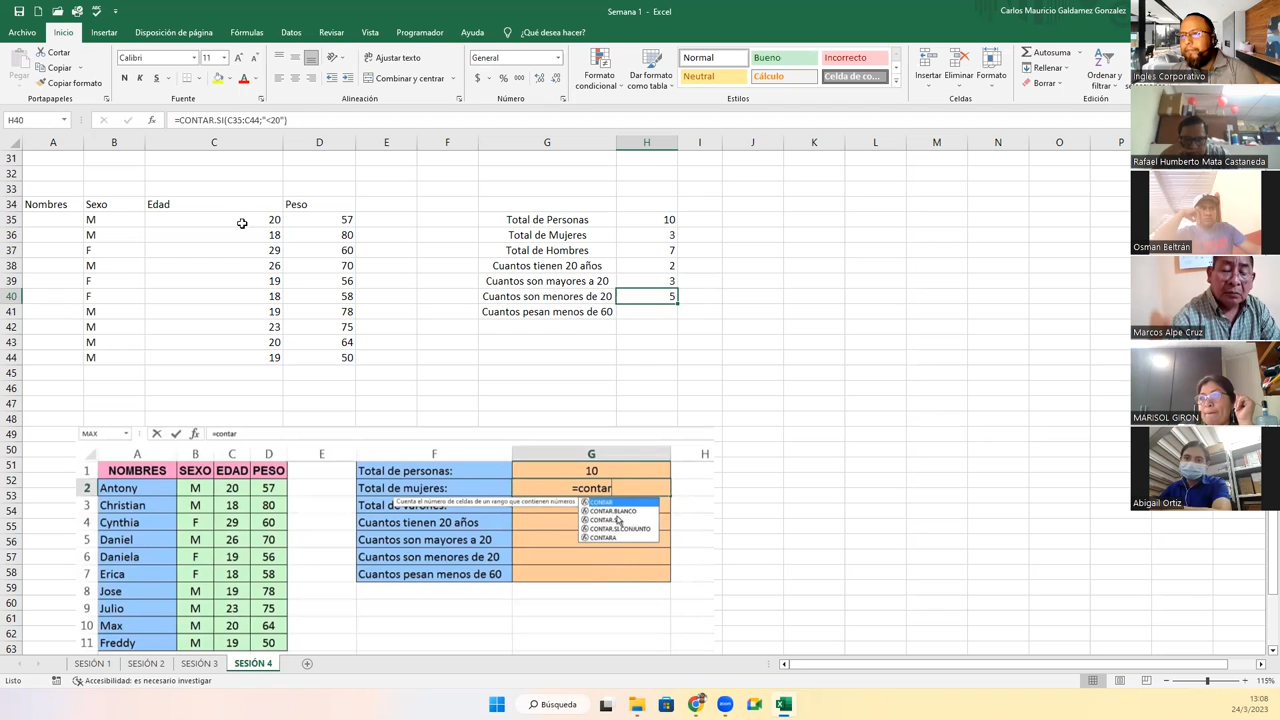 Semana 1 - Excel
Carlos Mauricio Galdamez Gonzalez
Archivo Inicio Insertar Disposición de página Fórmulas Datos Revisar Vista Programador Ayuda ¿Qué desea hacer?
Cortar
Copiar
Copiar formato
Portapapeles
Calibri 11
N K S
Fuente
Ajustar texto
Combinar y centrar
Alineación
General
Número
Formato condicional
Dar formato como tabla
Normal Bueno Incorrecto
Neutral Cálculo Celda de co...
Estilos
Insertar Eliminar Formato
Celdas
Autosuma
Rellenar
Borrar
Ordenar y filtrar
Edición
H40 fx =CONTAR.SI(C35:C44;"<20")
A B C D E F G H I J K L M N O P
31
32
33
34 Nombres Sexo Edad Peso
35 M 20 57 Total de Personas 10
36 M 18 80 Total de Mujeres 3
37 F 29 60 Total de Hombres 7
38 M 26 70 Cuantos tienen 20 años 2
39 F 19 56 Cuantos son mayores a 20 3
40 F 18 58 Cuantos son menores de 20 5
41 M 19 78 Cuantos pesan menos de 60
42 M 23 75
43 M 20 64
44 M 19 50
45
46
47
48
49
50
51
52
53
54
55
56
57
58
59
60
61
62
63
MAX fx =contar
A B C D E F G H
1 NOMBRES SEXO EDAD PESO Total de personas: 10
2 Antony M 20 57 Total de mujeres: =contar
Cuenta el número de celdas de un rango que contienen números
CONTAR
CONTAR.BLANCO
CONTAR.SI
CONTAR.SI.CONJUNTO
CONTARA
3 Christian M 18 80 Total de varones:
4 Cynthia F 29 60 Cuantos tienen 20 años
5 Daniel M 26 70 Cuantos son mayores a 20
6 Daniela F 19 56 Cuantos son menores de 20
7 Erica F 18 58 Cuantos pesan menos de 60
8 Jose M 19 78
9 Julio M 23 75
10 Max M 20 64
11 Freddy M 19 50
SESIÓN 1 SESIÓN 2 SESIÓN 3 SESIÓN 4
Listo Accesibilidad: es necesario investigar 115%
Búsqueda
13:08
24/3/2023
Ingles Corporativo
Rafael Humberto Mata Castaneda
Osman Beltrán
Marcos Alpe Cruz
MARISOL GIRON
Abigail Ortiz